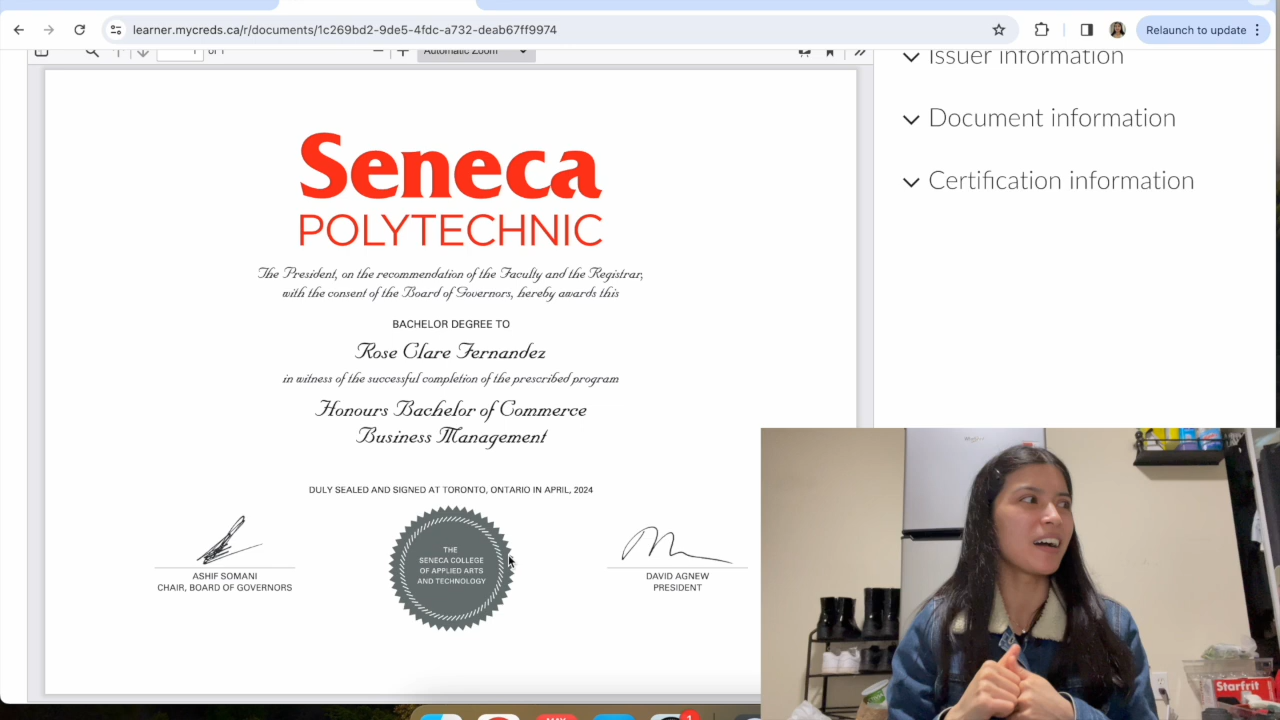 learner.mycreds.ca/r/documents/1c269bd2-9de5-4fdc-a732-deab67ff9974
Relaunch to update
Automatic Zoom
Issuer information
Document information
Certification information
Seneca
POLYTECHNIC
The President, on the recommendation of the Faculty and the Registrar,
with the consent of the Board of Governors, hereby awards this
BACHELOR DEGREE TO
Rose Clare Fernandez
in witness of the successful completion of the prescribed program
Honours Bachelor of Commerce
Business Management
DULY SEALED AND SIGNED AT TORONTO, ONTARIO IN APRIL, 2024
THE
SENECA COLLEGE
OF APPLIED ARTS
AND TECHNOLOGY
ASHIF SOMANI
CHAIR, BOARD OF GOVERNORS
DAVID AGNEW
PRESIDENT
Starfrit
MAY
1